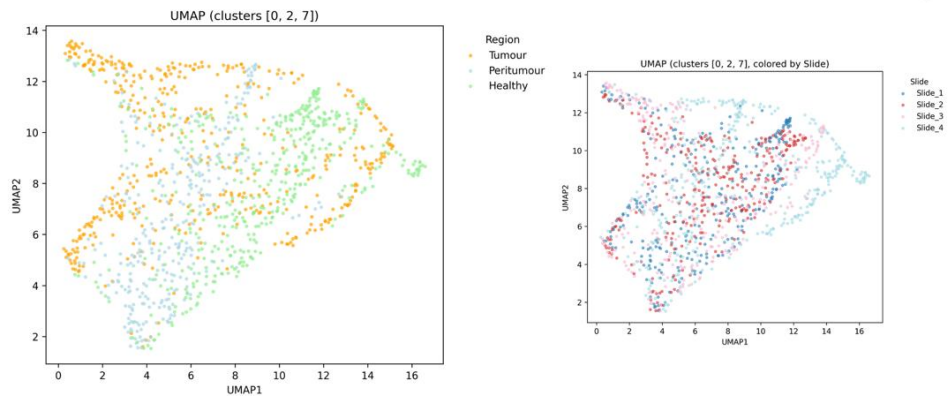 UMAP (clusters [0, 2, 7])
14
12
10
8
6
4
2
0 2 4 6 8 10 12 14 16
UMAP1
UMAP2
Region
Tumour
Peritumour
Healthy
UMAP (clusters [0, 2, 7], colored by Slide)
14
12
10
8
6
4
2
0 2 4 6 8 10 12 14 16
UMAP1
UMAP2
Slide
Slide_1
Slide_2
Slide_3
Slide_4